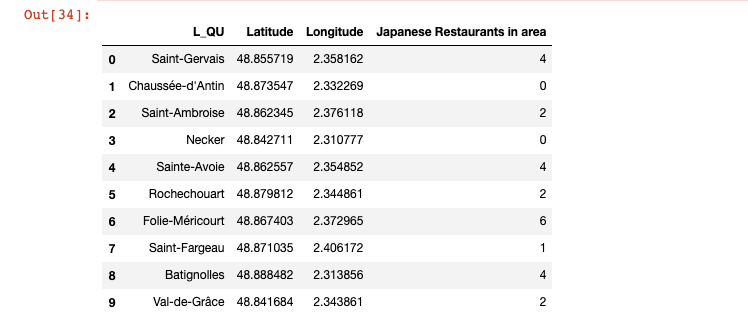 Out[34]:
L_QU Latitude Longitude Japanese Restaurants in area
0 Saint-Gervais 48.855719 2.358162 4
1 Chaussée-d'Antin 48.873547 2.332269 0
2 Saint-Ambroise 48.862345 2.376118 2
3 Necker 48.842711 2.310777 0
4 Sainte-Avoie 48.862557 2.354852 4
5 Rochechouart 48.879812 2.344861 2
6 Folie-Méricourt 48.867403 2.372965 6
7 Saint-Fargeau 48.871035 2.406172 1
8 Batignolles 48.888482 2.313856 4
9 Val-de-Grâce 48.841684 2.343861 2